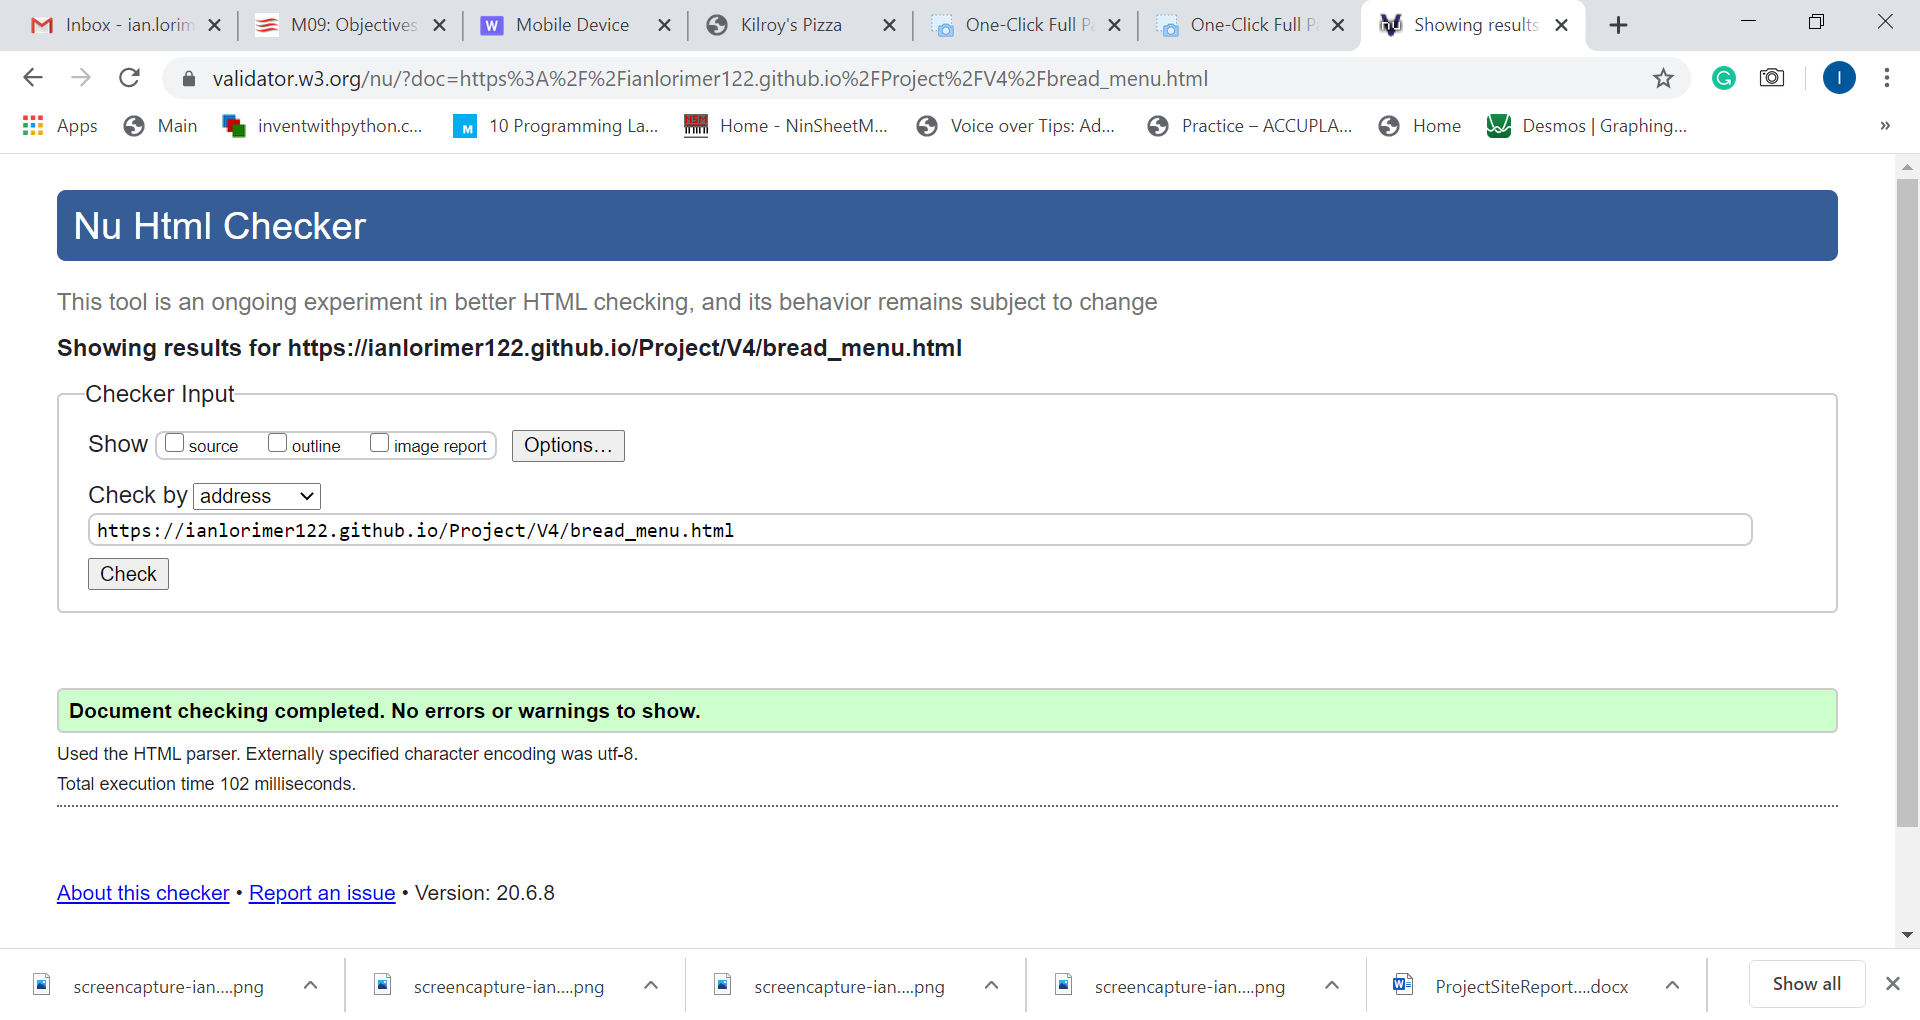 Inbox - ian.lorim
M09: Objectives
Mobile Device
Kilroy's Pizza
One-Click Full Pa
One-Click Full Pa
Showing results
validator.w3.org/nu/?doc=https%3A%2F%2Fianlorimer122.github.io%2FProject%2FV4%2Fbread_menu.html
I
Apps
Main
inventwithpython.c...
10 Programming La...
Home - NinSheetM...
Voice over Tips: Ad...
Practice – ACCUPLA...
Home
Desmos | Graphing...
»
Nu Html Checker
This tool is an ongoing experiment in better HTML checking, and its behavior remains subject to change
Showing results for https://ianlorimer122.github.io/Project/V4/bread_menu.html
Checker Input
Show source outline image report Options...
Check by address
https://ianlorimer122.github.io/Project/V4/bread_menu.html
Check
Document checking completed. No errors or warnings to show.
Used the HTML parser. Externally specified character encoding was utf-8.
Total execution time 102 milliseconds.
About this checker • Report an issue • Version: 20.6.8
screencapture-ian....png
screencapture-ian....png
screencapture-ian....png
screencapture-ian....png
ProjectSiteReport....docx
Show all